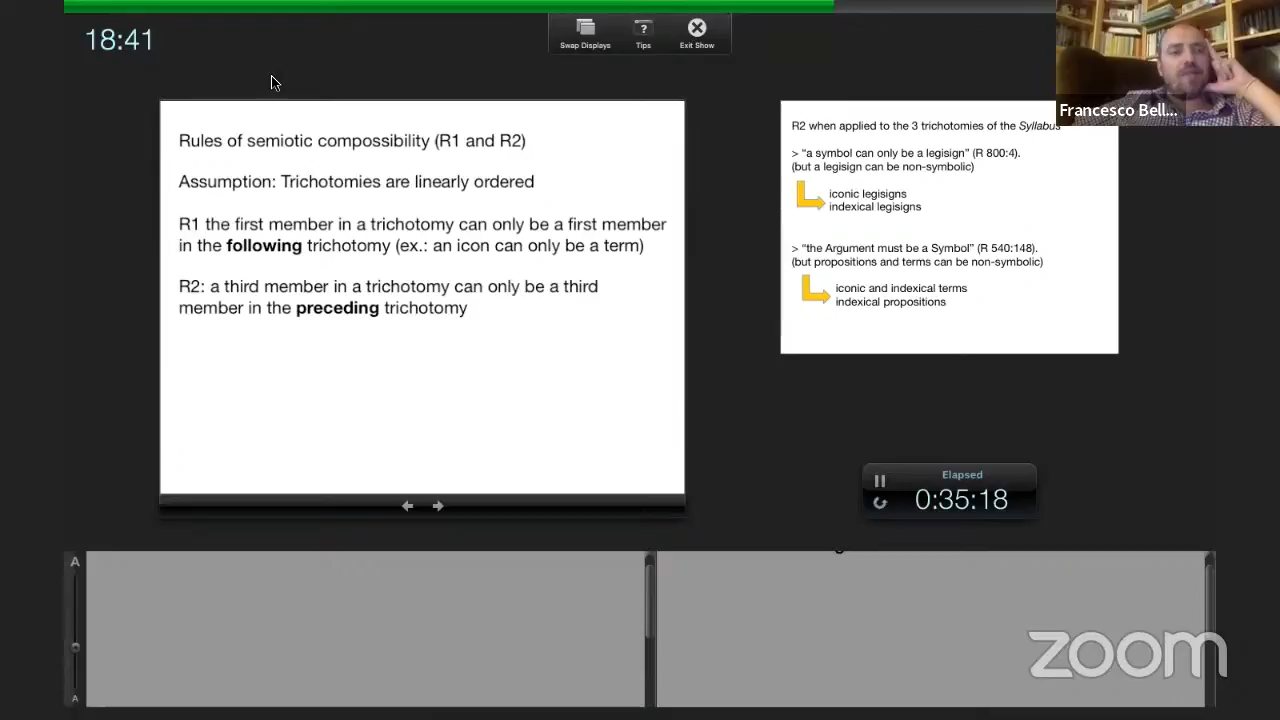 18:41
Swap Displays
Tips
Exit Show
Francesco Bell...
Rules of semiotic compossibility (R1 and R2)
Assumption: Trichotomies are linearly ordered
R1 the first member in a trichotomy can only be a first member
in the following trichotomy (ex.: an icon can only be a term)
R2: a third member in a trichotomy can only be a third
member in the preceding trichotomy
R2 when applied to the 3 trichotomies of the Syllabus
> “a symbol can only be a legisign” (R 800:4).
(but a legisign can be non-symbolic)
iconic legisigns
indexical legisigns
> “the Argument must be a Symbol” (R 540:148).
(but propositions and terms can be non-symbolic)
iconic and indexical terms
indexical propositions
Elapsed
0:35:18
A
A
zoom